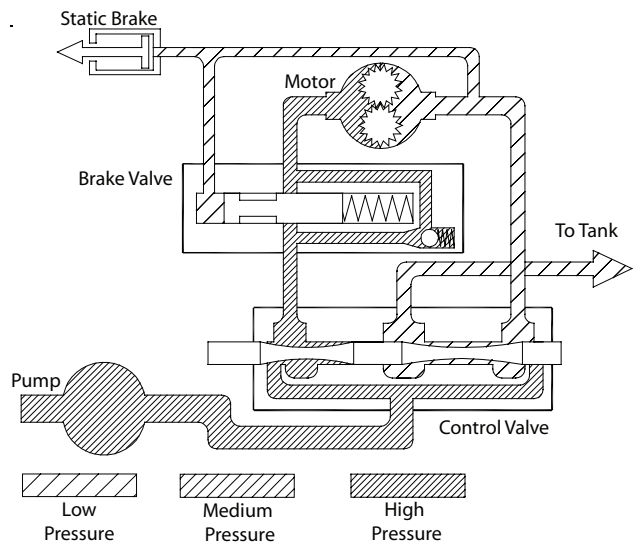 Static Brake
Motor
Brake Valve
To Tank
Pump
Control Valve
Low
Pressure
Medium
Pressure
High
Pressure